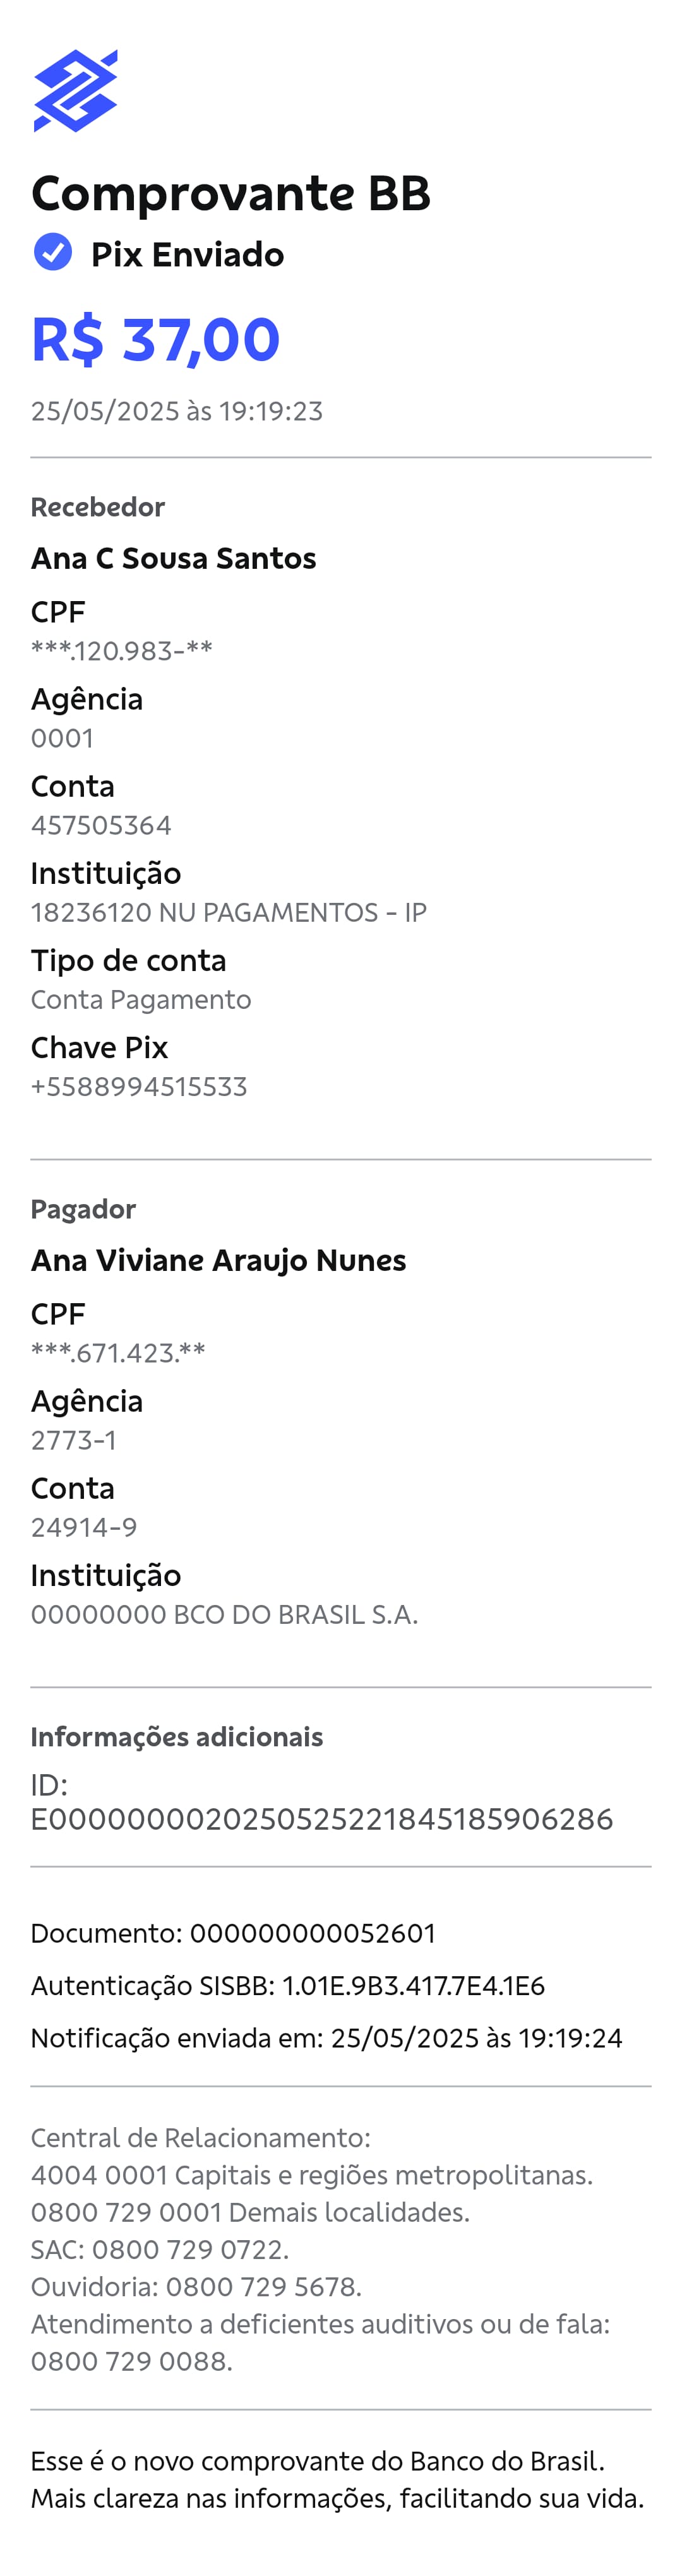 Comprovante BB
Pix Enviado
R$ 37,00
25/05/2025 às 19:19:23
Recebedor
Ana C Sousa Santos
CPF
***.120.983-**
Agência
0001
Conta
457505364
Instituição
18236120 NU PAGAMENTOS - IP
Tipo de conta
Conta Pagamento
Chave Pix
+5588994515533
Pagador
Ana Viviane Araujo Nunes
CPF
***.671.423.**
Agência
2773-1
Conta
24914-9
Instituição
00000000 BCO DO BRASIL S.A.
Informações adicionais
ID:
E00000000202505252221845185906286
Documento: 000000000052601
Autenticação SISBB: 1.01E.9B3.417.7E4.1E6
Notificação enviada em: 25/05/2025 às 19:19:24
Central de Relacionamento:
4004 0001 Capitais e regiões metropolitanas.
0800 729 0001 Demais localidades.
SAC: 0800 729 0722.
Ouvidoria: 0800 729 5678.
Atendimento a deficientes auditivos ou de fala:
0800 729 0088.
Esse é o novo comprovante do Banco do Brasil.
Mais clareza nas informações, facilitando sua vida.